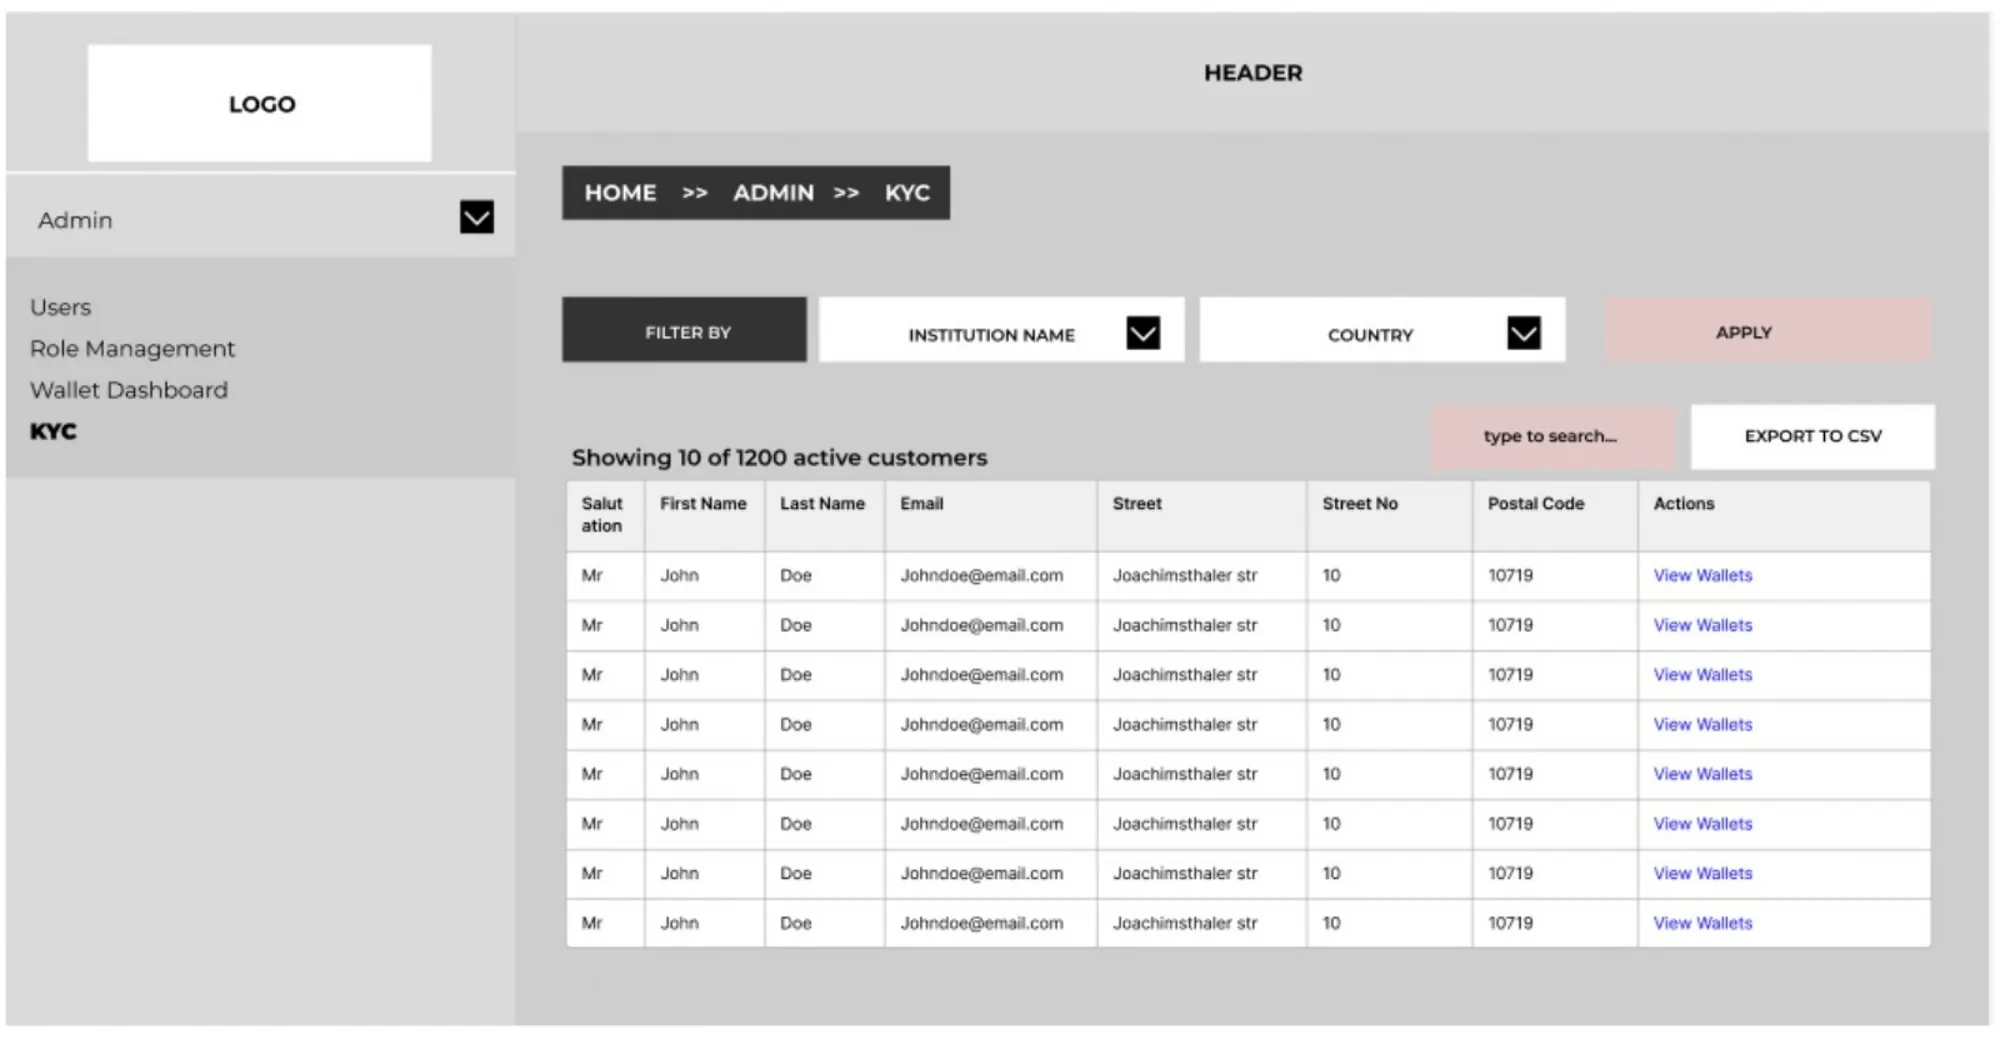 LOGO
HEADER
HOME >> ADMIN >> KYC
Admin
Users
Role Management
Wallet Dashboard
KYC
FILTER BY INSTITUTION NAME COUNTRY APPLY
type to search... EXPORT TO CSV
Showing 10 of 1200 active customers
Salut
ation First Name Last Name Email Street Street No Postal Code Actions
Mr John Doe Johndoe@email.com Joachimsthaler str 10 10719 View Wallets
Mr John Doe Johndoe@email.com Joachimsthaler str 10 10719 View Wallets
Mr John Doe Johndoe@email.com Joachimsthaler str 10 10719 View Wallets
Mr John Doe Johndoe@email.com Joachimsthaler str 10 10719 View Wallets
Mr John Doe Johndoe@email.com Joachimsthaler str 10 10719 View Wallets
Mr John Doe Johndoe@email.com Joachimsthaler str 10 10719 View Wallets
Mr John Doe Johndoe@email.com Joachimsthaler str 10 10719 View Wallets
Mr John Doe Johndoe@email.com Joachimsthaler str 10 10719 View Wallets